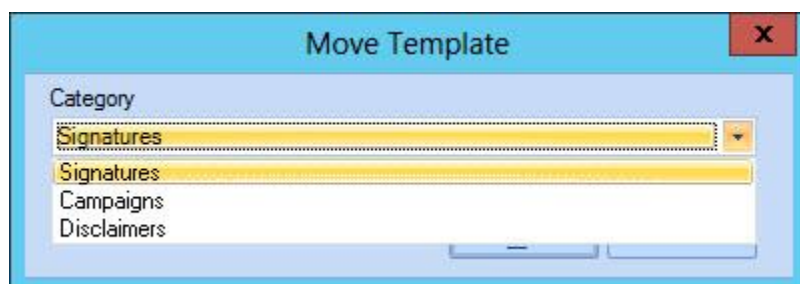 Move Template
x
Category
Signatures
Signatures
Campaigns
Disclaimers